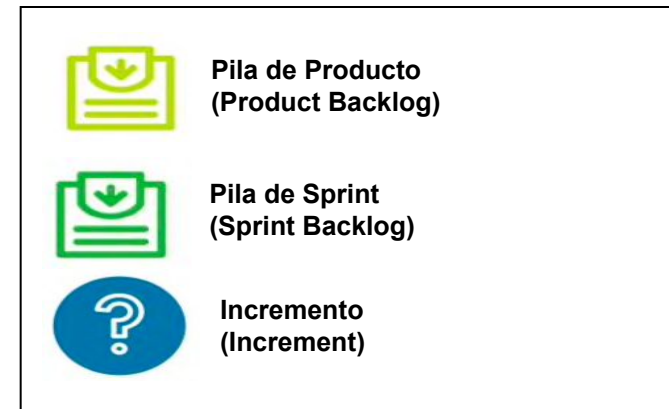 Pila de Producto
(Product Backlog)
Pila de Sprint
(Sprint Backlog)
?
Incremento
(Increment)